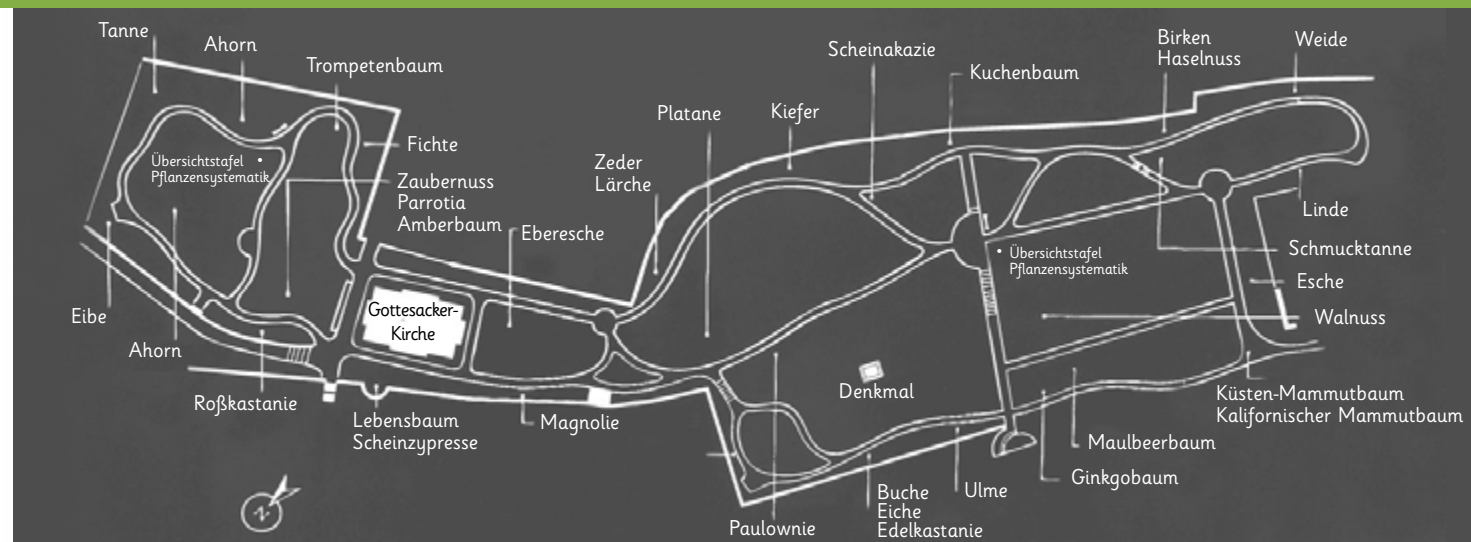 Tanne
Ahorn
Trompetenbaum
Fichte
Übersichtstafel
Pflanzensystematik
Zaubernuss
Parrotia
Amberbaum
Eberesche
Zeder
Lärche
Platane
Kiefer
Scheinakazie
Kuchenbaum
Birken
Haselnuss
Weide
Linde
Schmucktanne
Übersichtstafel
Pflanzensystematik
Esche
Walnuss
Gottesacker-
Kirche
Eibe
Ahorn
Roßkastanie
Lebensbaum
Scheinzypresse
Magnolie
Denkmal
Küsten-Mammutbaum
Kalifornischer Mammutbaum
Maulbeerbaum
Ginkgobaum
Ulme
Buche
Eiche
Edelkastanie
Paulownie
N